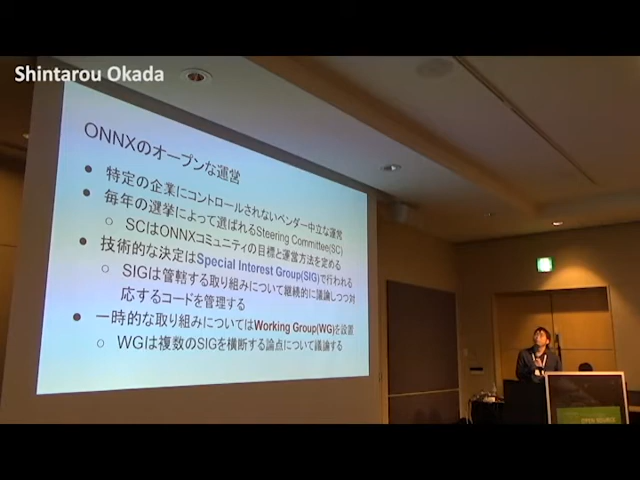 Shintarou Okada
ONNXのオープンな運営
● 特定の企業にコントロールされないベンダー中立な運営
● 毎年の選挙によって選ばれるSteering Committee(SC)
○ SCはONNXコミュニティの目標と運営方法を定める
● 技術的な決定はSpecial Interest Group(SIG)で行われる
○ SIGは管轄する取り組みについて継続的に議論しつつ対
応するコードを管理する
● 一時的な取り組みについてはWorking Group(WG)を設置
○ WGは複数のSIGを横断する論点について議論する
OPEN SOURCE